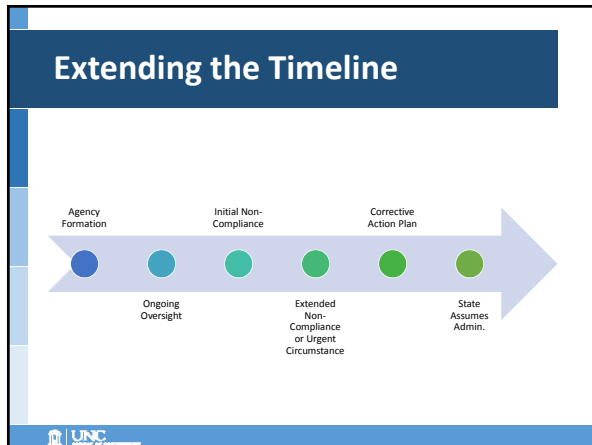 Extending the Timeline
Agency
Formation
Ongoing
Oversight
Initial Non-
Compliance
Extended
Non-
Compliance
or Urgent
Circumstance
Corrective
Action Plan
State
Assumes
Admin.
UNC